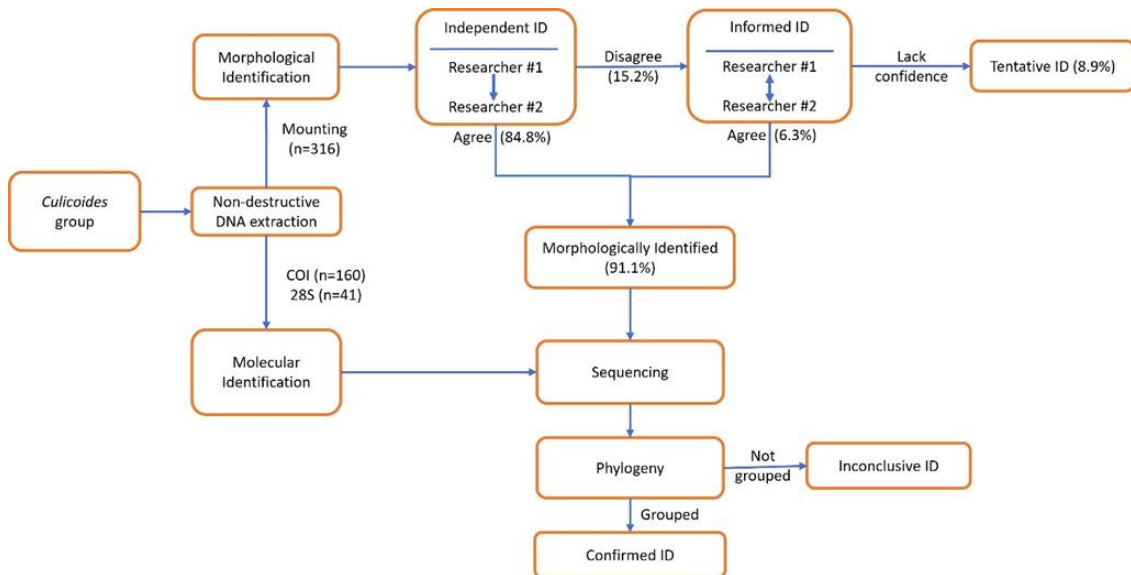 Independent ID
Researcher #1
Researcher #2
Informed ID
Researcher #1
Researcher #2
Morphological
Identification
Disagree
(15.2%)
Lack
confidence
Tentative ID (8.9%)
Agree (84.8%)
Agree (6.3%)
Mounting
(n=316)
Culicoides
group
Non-destructive
DNA extraction
Morphologically Identified
(91.1%)
COI (n=160)
28S (n=41)
Molecular
Identification
Sequencing
Phylogeny
Not
grouped
Inconclusive ID
Grouped
Confirmed ID